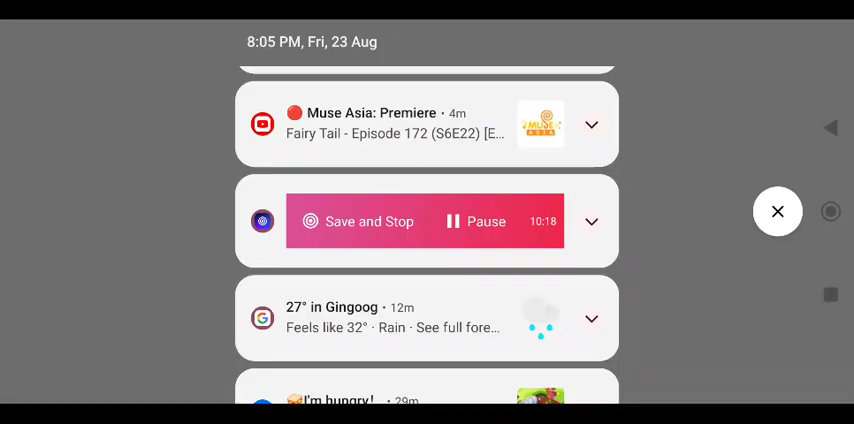 8:05 PM, Fri, 23 Aug
🔴 Muse Asia: Premiere · 4m
Fairy Tail - Episode 172 (S6E22) [E...
MUSE
ASIA
Save and Stop
Pause
10:18
27° in Gingoog · 12m
Feels like 32° · Rain · See full fore...
I'm hungry! · 29m